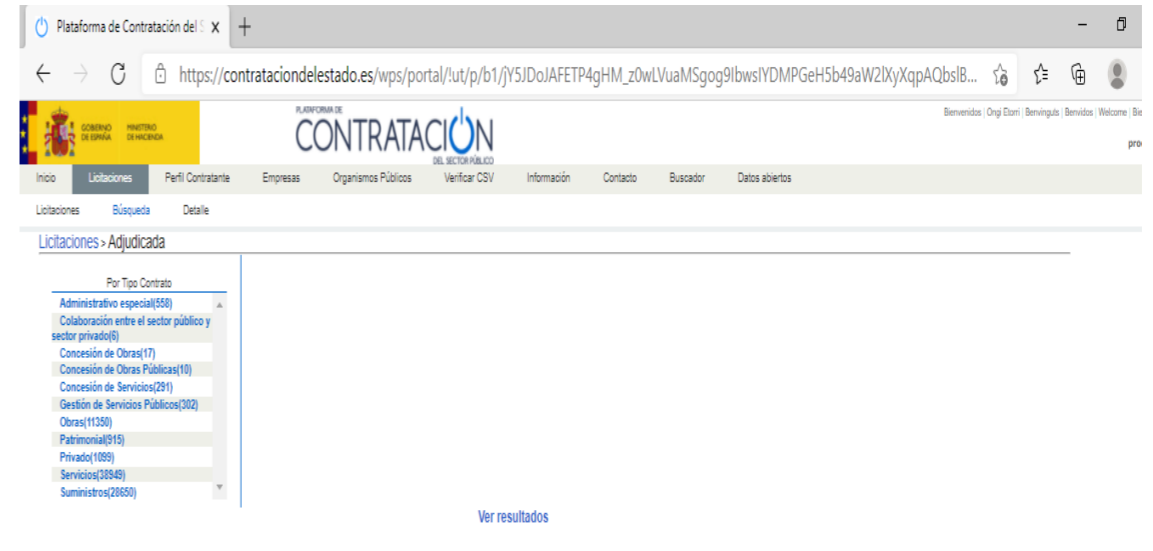 Plataforma de Contratación del S
https://contrataciondelestado.es/wps/portal/!ut/p/b1/jY5JDoJAFETP4gHM_z0wLVuaMSgog9IbwsIYDMPGeH5b49aW2lXyXqpAQbslB...
GOBIERNO DE ESPAÑA
MINISTERIO DE HACIENDA
PLATAFORMA DE
CONTRATACIÓN
DEL SECTOR PÚBLICO
Bienvenidos | Ongi Etorri | Benvinguts | Benvidos | Welcome | Bie
pro
Inicio Licitaciones Perfil Contratante Empresas Organismos Públicos Verificar CSV Información Contacto Buscador Datos abiertos
Licitaciones Búsqueda Detalle
Licitaciones > Adjudicada
Por Tipo Contrato
Administrativo especial(558)
Colaboración entre el sector público y
sector privado(6)
Concesión de Obras(17)
Concesión de Obras Públicas(10)
Concesión de Servicios(291)
Gestión de Servicios Públicos(302)
Obras(11350)
Patrimonial(915)
Privado(1099)
Servicios(38949)
Suministros(28650)
Ver resultados